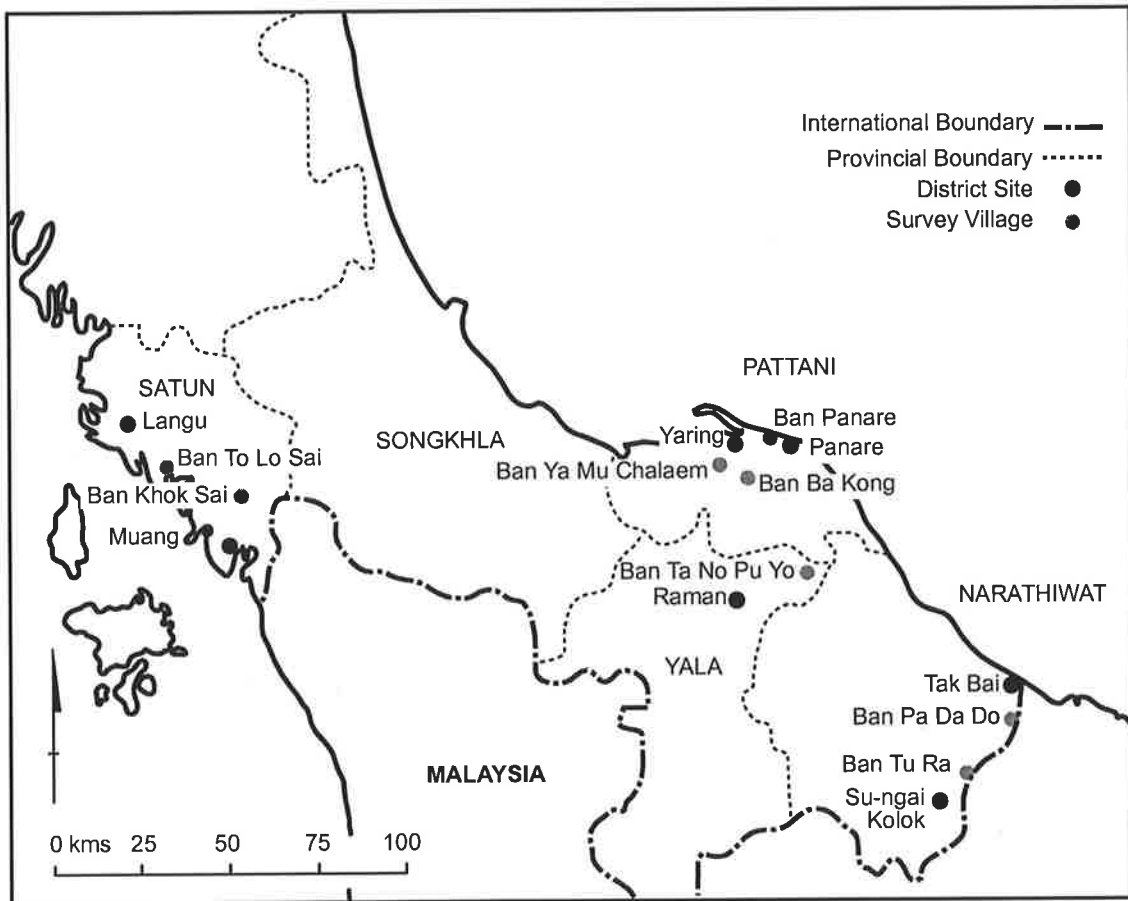 International Boundary
Provincial Boundary
District Site
Survey Village
PATTANI
SATUN
Langu
SONGKHLA
Ban Panare
Yaring
Panare
Ban To Lo Sai
Ban Ya Mu Chalaem
Ban Ba Kong
Ban Khok Sai
Muang
Ban Ta No Pu Yo
Raman
NARATHIWAT
YALA
Tak Bai
Ban Pa Da Do
MALAYSIA
Ban Tu Ra
Su-ngai
Kolok
0 kms 25 50 75 100